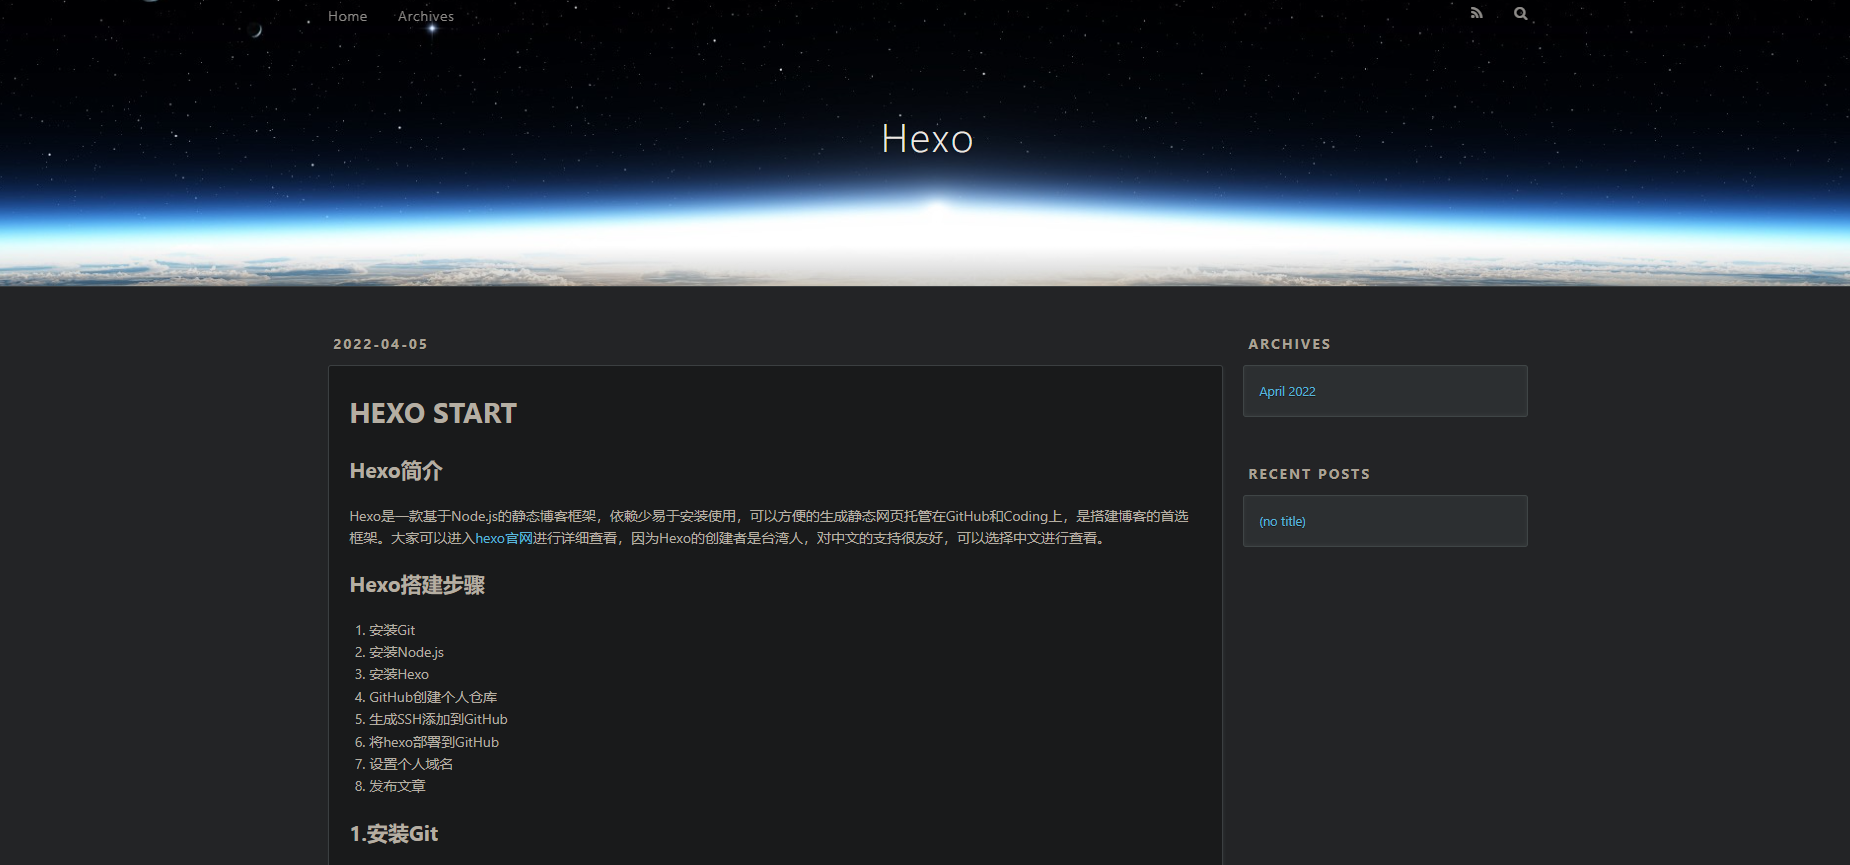 Home Archives
Hexo
2022-04-05
HEXO START
Hexo简介
Hexo是一款基于Node.js的静态博客框架，依赖少易于安装使用，可以方便的生成静态网页托管在GitHub和Coding上，是搭建博客的首选
框架。大家可以进入hexo官网进行详细查看，因为Hexo的创建者是台湾人，对中文的支持很友好，可以选择中文进行查看。
Hexo搭建步骤
1. 安装Git
2. 安装Node.js
3. 安装Hexo
4. GitHub创建个人仓库
5. 生成SSH添加到GitHub
6. 将hexo部署到GitHub
7. 设置个人域名
8. 发布文章
1.安装Git
ARCHIVES
April 2022
RECENT POSTS
(no title)